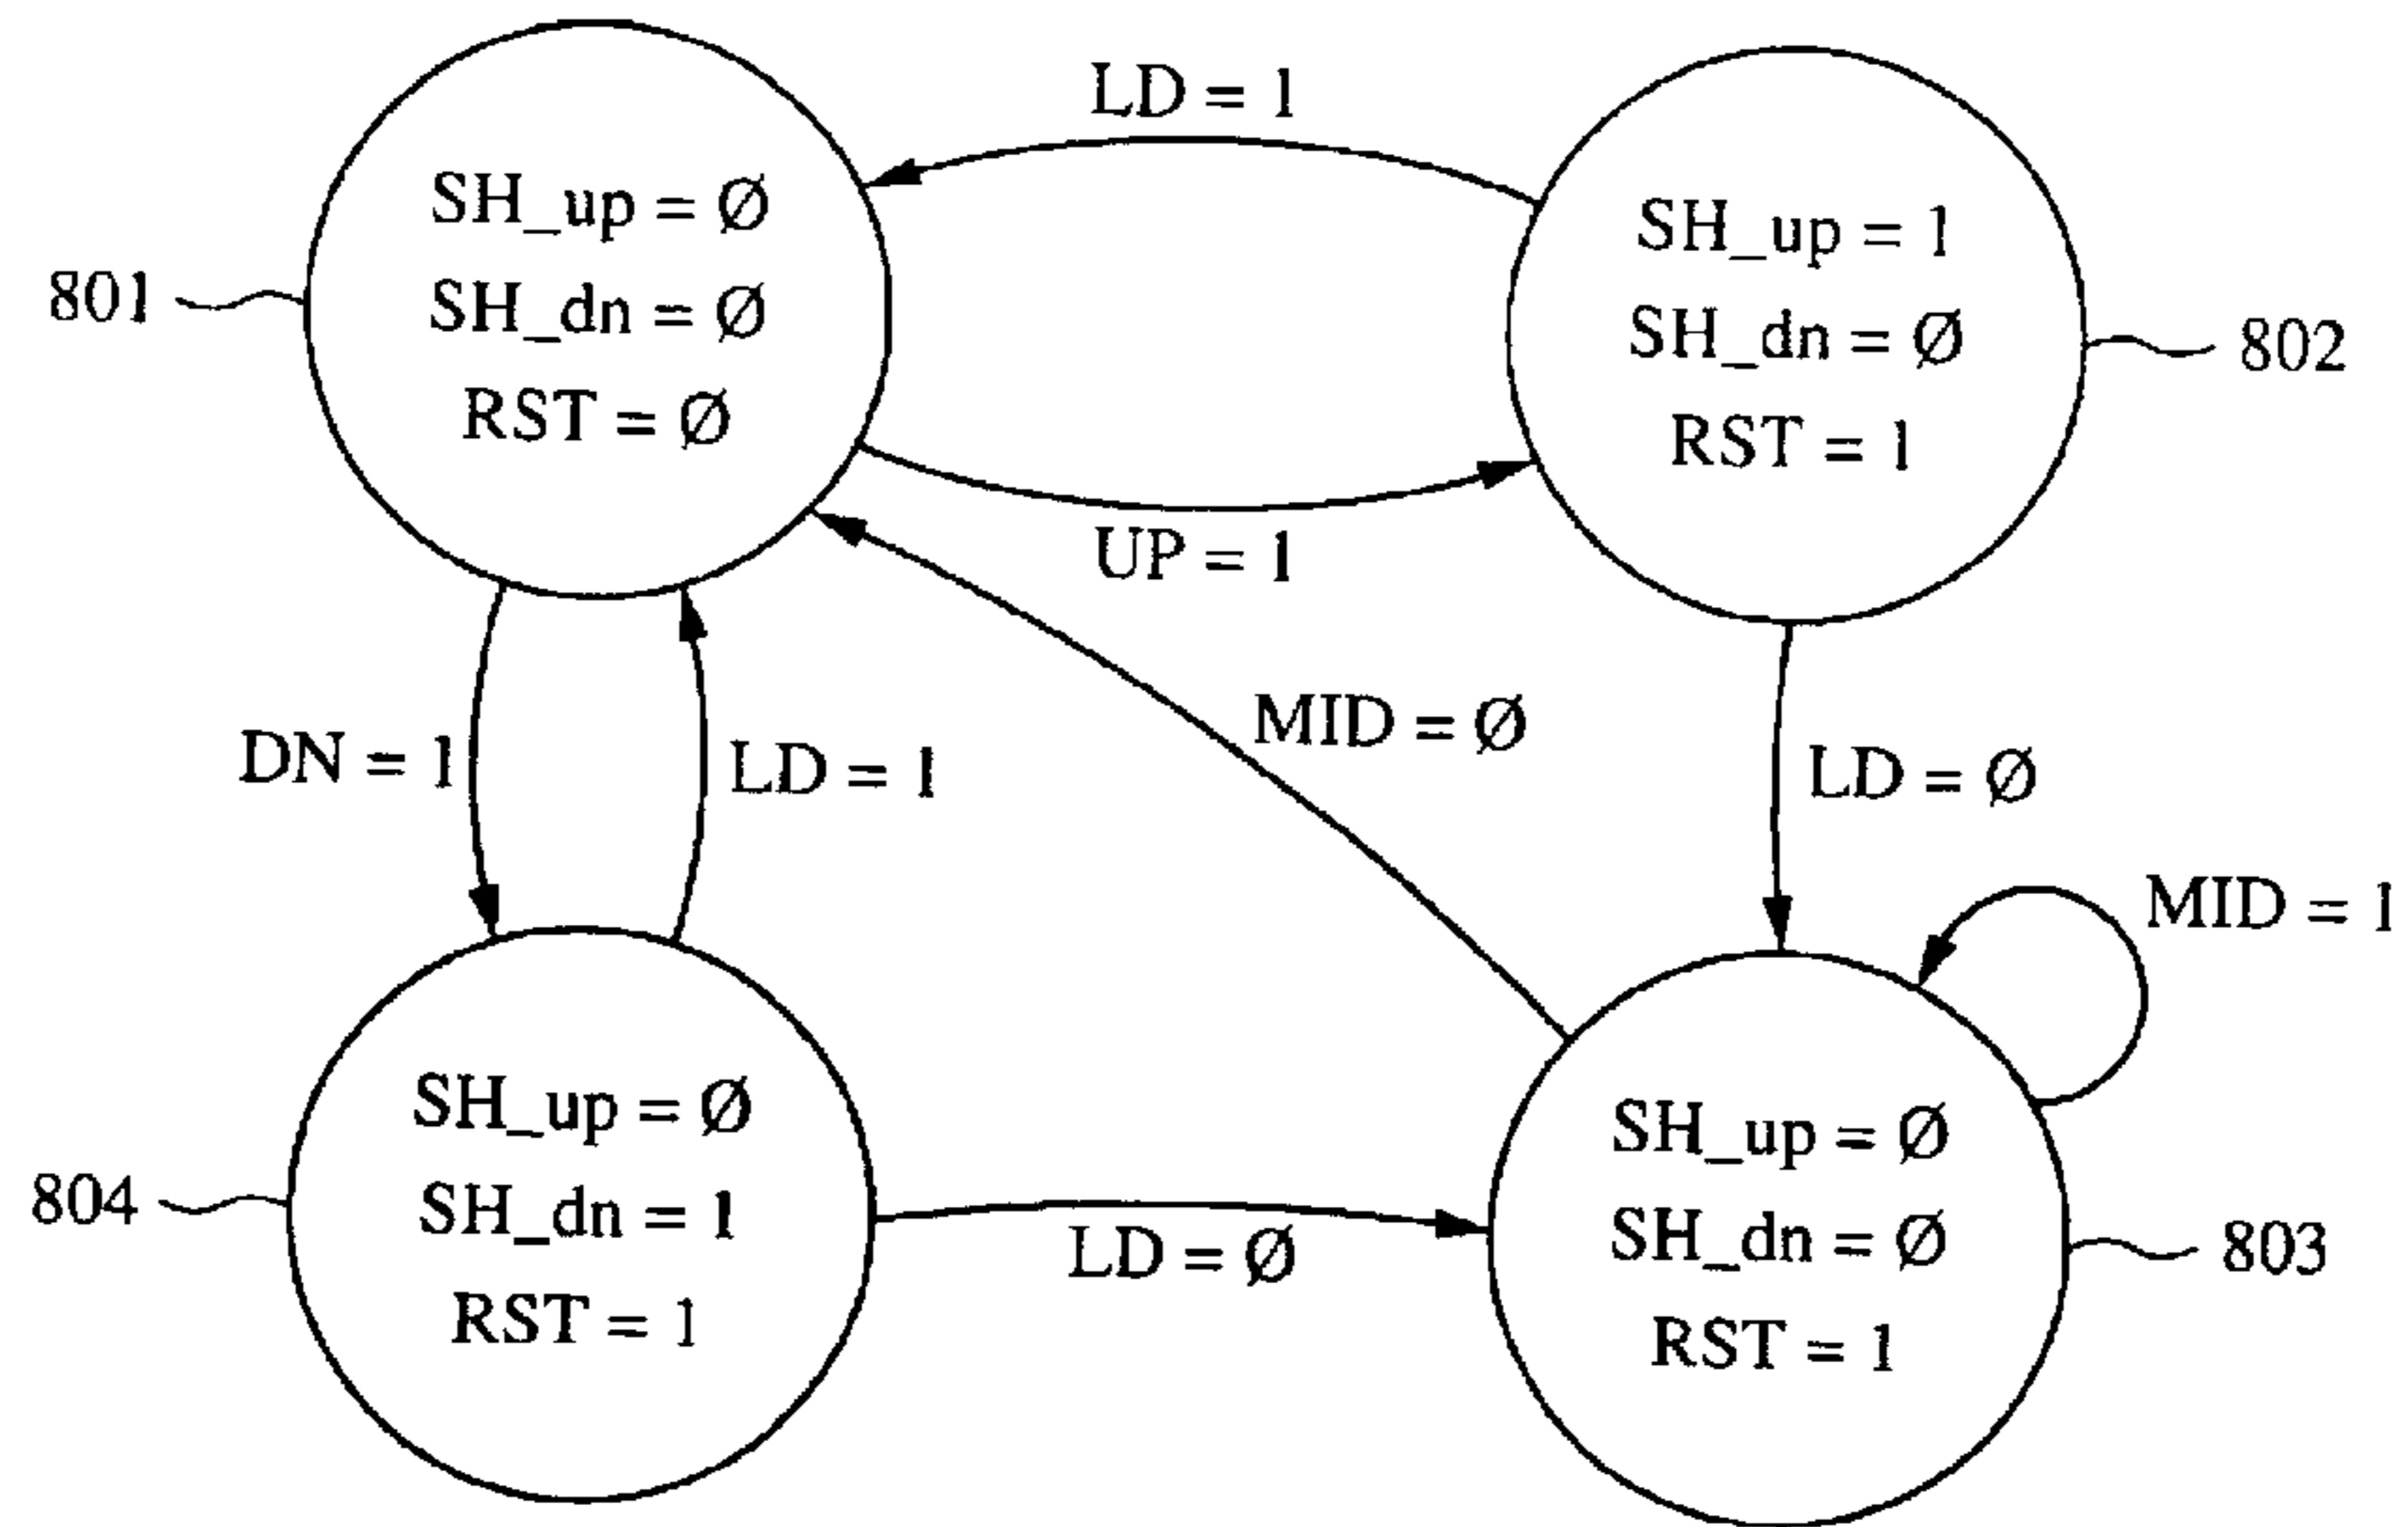 LD = 1
SH_up = Ø
SH_dn = Ø
RST = Ø
801
SH_up = 1
SH_dn = Ø
RST = 1
802
UP = 1
DN = 1
LD = 1
MID = Ø
LD = Ø
MID = 1
SH_up = Ø
SH_dn = 1
RST = 1
804
LD = Ø
SH_up = Ø
SH_dn = Ø
RST = 1
803